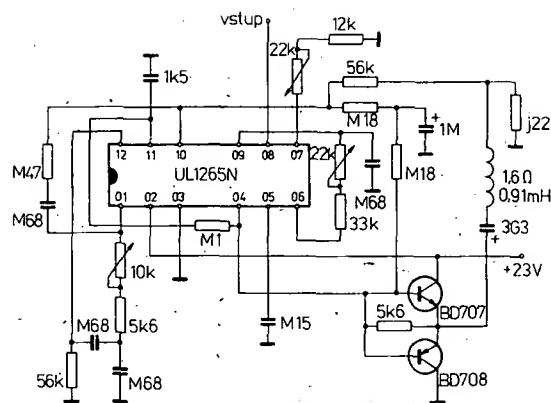 vstup
12k
22k
56k
1k5
M18
1M
j22
12 11 10 09 08 07
22k
M47
UL1265N
M18
1,6Ω
0,91mH
M68
M68
01 02 03 04 05 06
33k
3G3
M1
10k
+23V
BD707
5k6
5k6
M68
M15
56k
M68
BD708